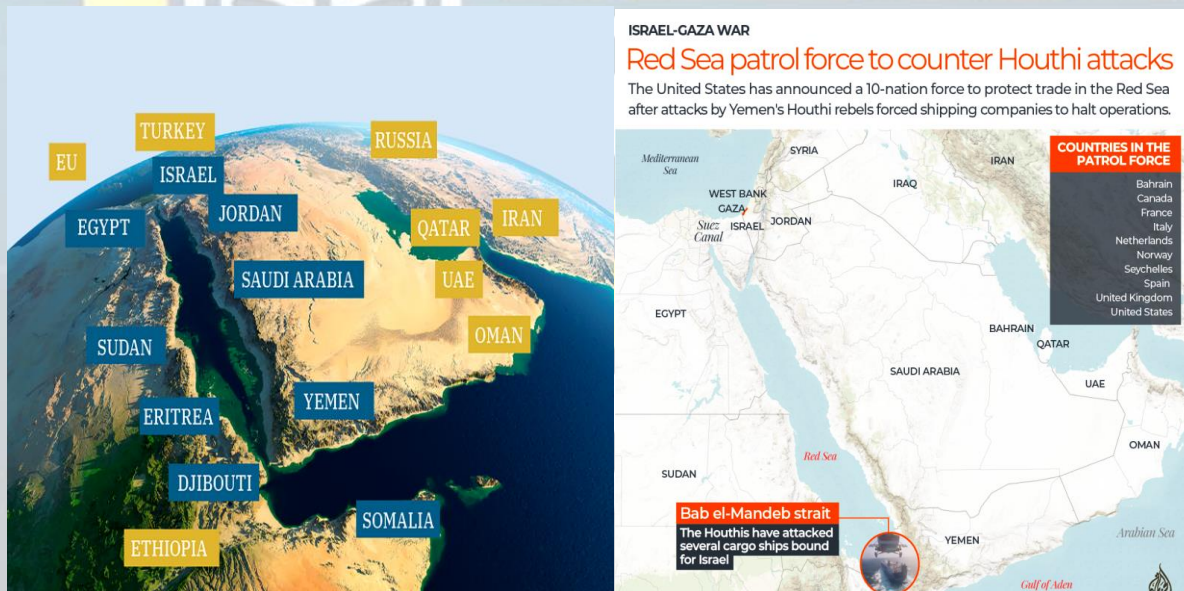 EU
TURKEY
RUSSIA
ISRAEL
JORDAN
EGYPT
QATAR
IRAN
SAUDI ARABIA
UAE
OMAN
SUDAN
YEMEN
ERITREA
DJIBOUTI
SOMALIA
ETHIOPIA
ISRAEL-GAZA WAR
Red Sea patrol force to counter Houthi attacks
The United States has announced a 10-nation force to protect trade in the Red Sea
after attacks by Yemen's Houthi rebels forced shipping companies to halt operations.
COUNTRIES IN THE
PATROL FORCE
Bahrain
Canada
France
Italy
Netherlands
Norway
Seychelles
Spain
United Kingdom
United States
Mediterranean
Sea
SYRIA
IRAN
IRAQ
WEST BANK
GAZA
Suez
Canal
ISRAEL
JORDAN
EGYPT
BAHRAIN
QATAR
SAUDI ARABIA
UAE
OMAN
Red Sea
SUDAN
Bab el-Mandeb strait
The Houthis have attacked
several cargo ships bound
for Israel
YEMEN
Arabian Sea
Gulf of Aden